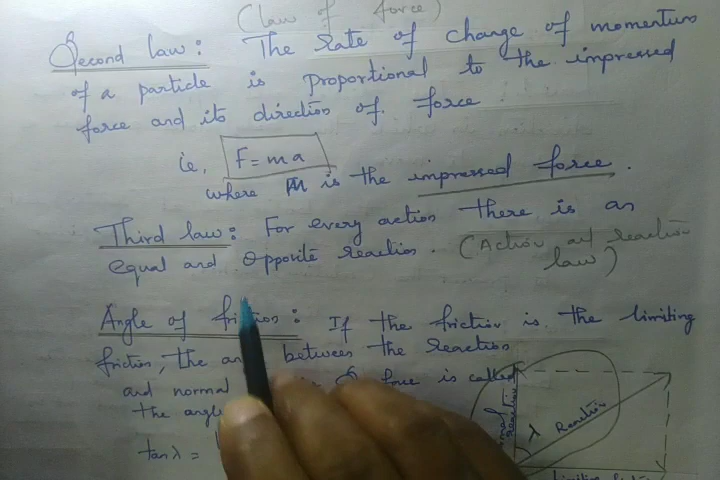 (Law of force)
Second law: The Rate of change of momentum
of a particle is proportional to the impressed
force and its direction of force
ie, F = ma
where m is the impressed force.
Third law: For every action there is an
equal and opposite reaction. (Action and reaction
law)
Angle of friction: If the friction is the limiting
friction, the between the Reaction
and normal force is called
the angle
tanλ =
Reaction
λ
Reaction